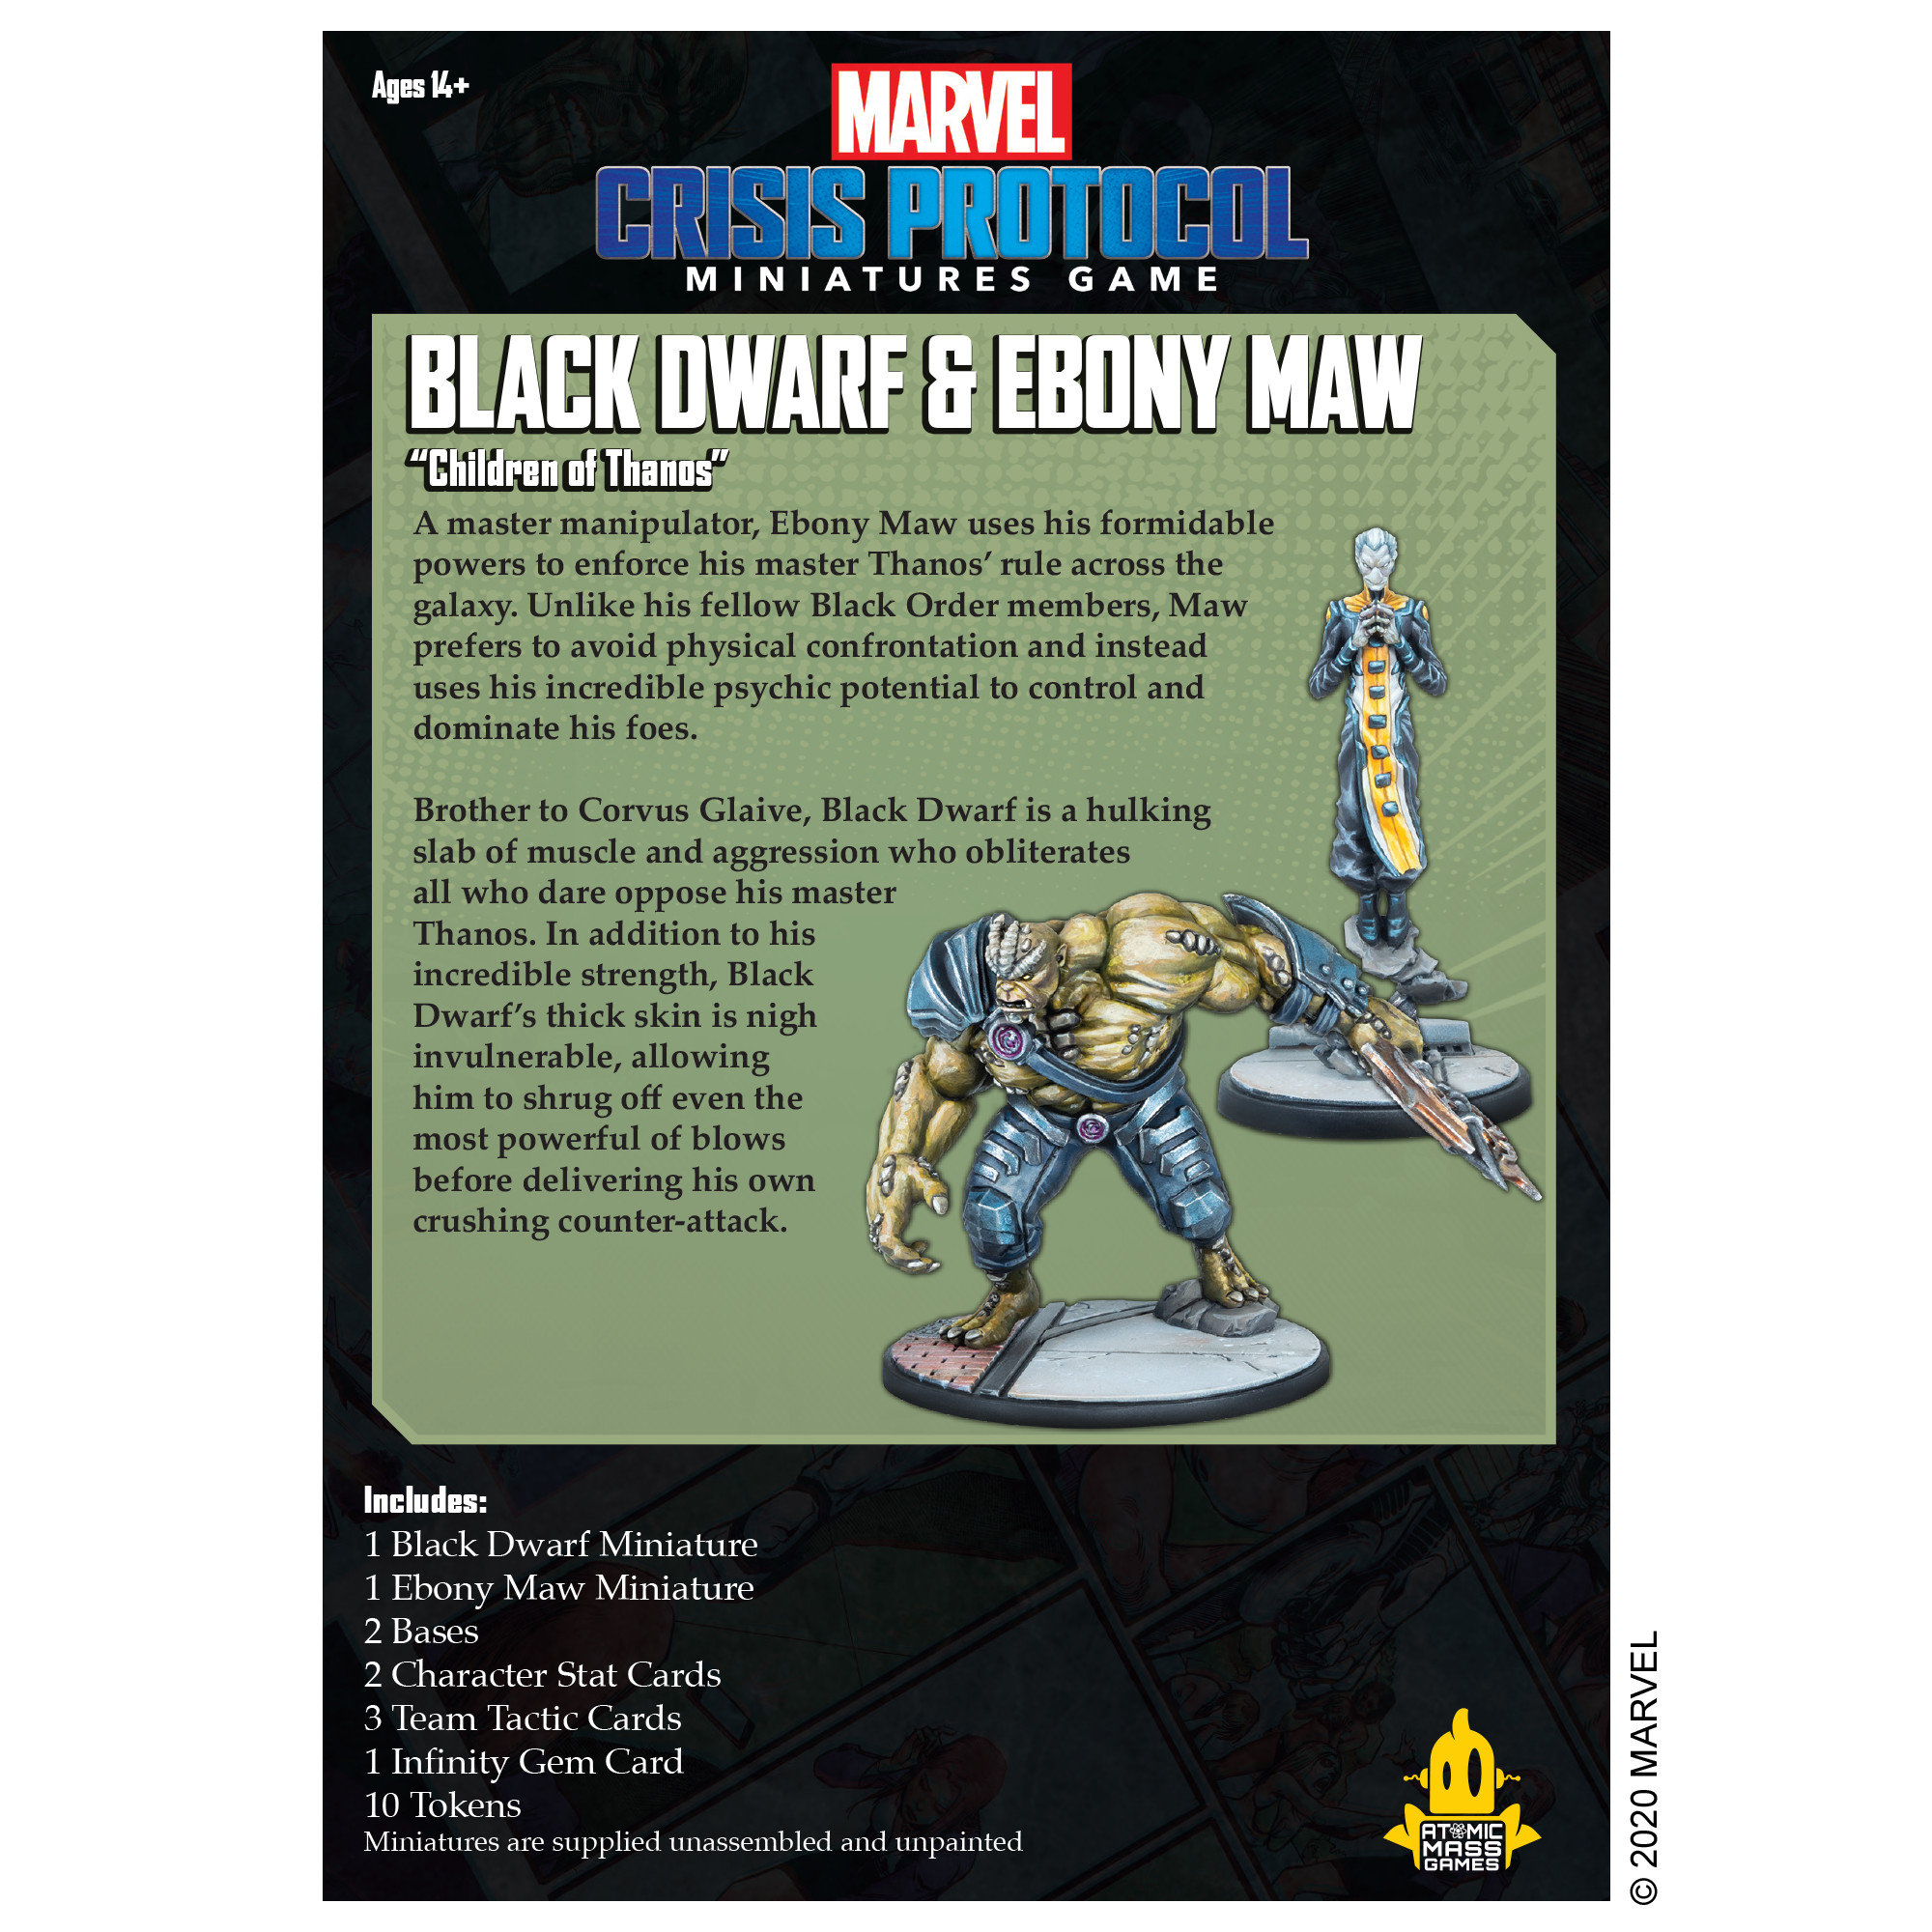 Ages 14+
MARVEL
CRISIS PROTOCOL
MINIATURES GAME
BLACK DWARF & EBONY MAW
“Children of Thanos”
A master manipulator, Ebony Maw uses his formidable
powers to enforce his master Thanos’ rule across the
galaxy. Unlike his fellow Black Order members, Maw
prefers to avoid physical confrontation and instead
uses his incredible psychic potential to control and
dominate his foes.
Brother to Corvus Glaive, Black Dwarf is a hulking
slab of muscle and aggression who obliterates
all who dare oppose his master
Thanos. In addition to his
incredible strength, Black
Dwarf’s thick skin is nigh
invulnerable, allowing
him to shrug off even the
most powerful of blows
before delivering his own
crushing counter-attack.
Includes:
1 Black Dwarf Miniature
1 Ebony Maw Miniature
2 Bases
2 Character Stat Cards
3 Team Tactic Cards
1 Infinity Gem Card
10 Tokens
Miniatures are supplied unassembled and unpainted
ATOMIC
MASS
GAMES
© 2020 MARVEL